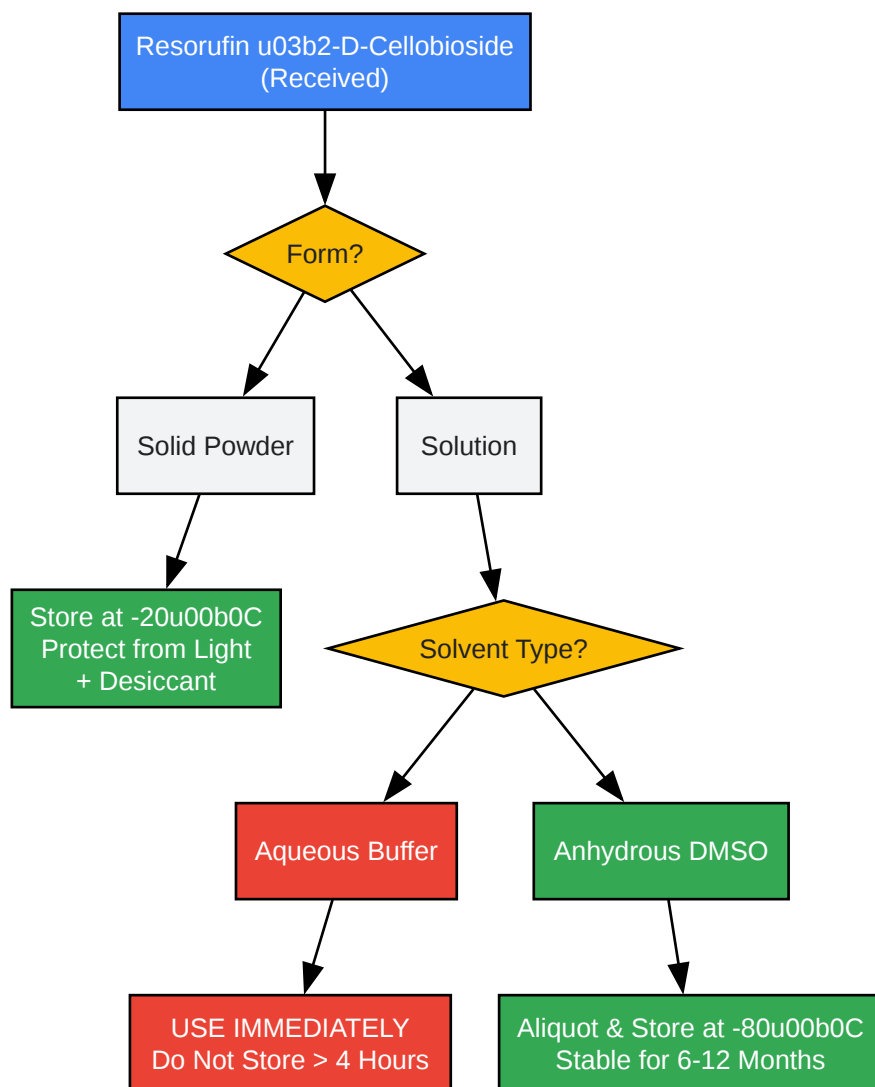 Resorufin u03b2-D-Cellobioside
(Received)
Form?
Solid Powder
Solution
Store at -20u00b0C
Protect from Light
+ Desiccant
Solvent Type?
Aqueous Buffer
Anhydrous DMSO
USE IMMEDIATELY
Do Not Store > 4 Hours
Aliquot & Store at -80u00b0C
Stable for 6-12 Months